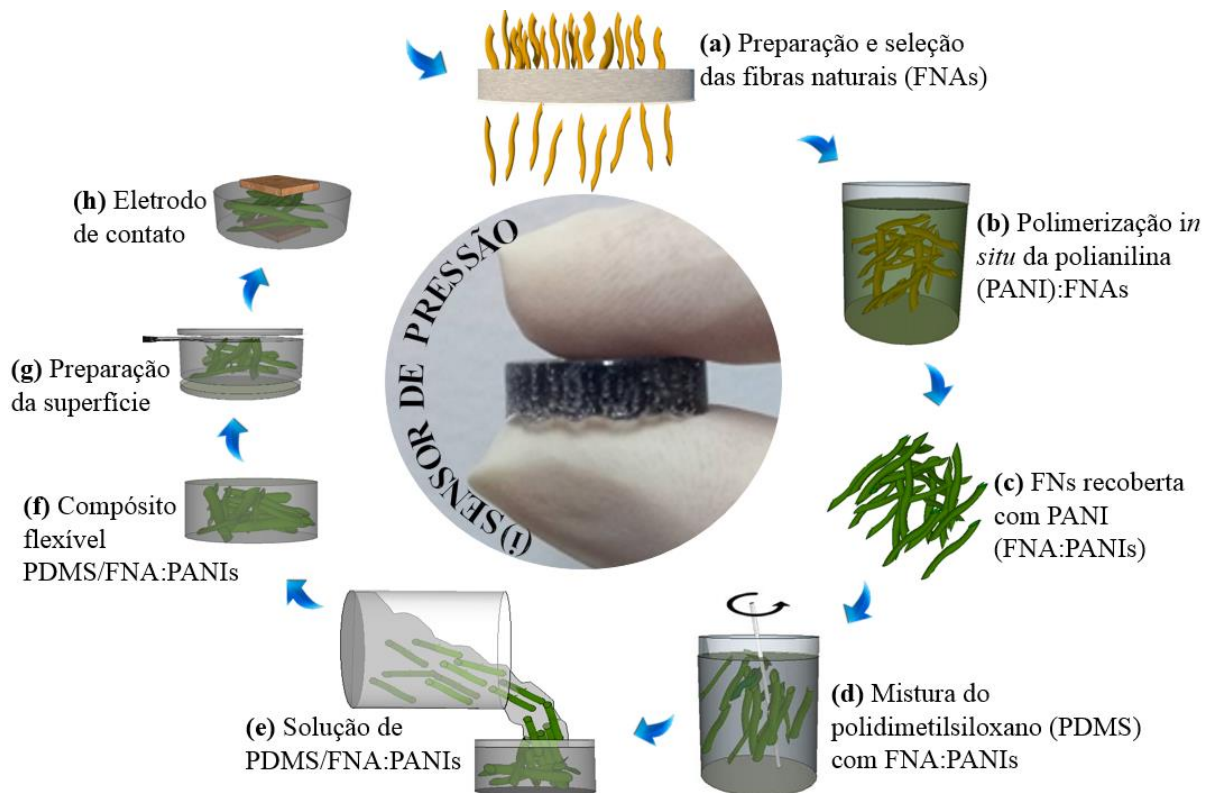 (a) Preparação e seleção
das fibras naturais (FNAs)
(b) Polimerização in
situ da polianilina
(PANI):FNAs
(c) FNs recoberta
com PANI
(FNA:PANIs)
(d) Mistura do
polidimetilsiloxano (PDMS)
com FNA:PANIs
(e) Solução de
PDMS/FNA:PANIs
(f) Compósito
flexível
PDMS/FNA:PANIs
(g) Preparação
da superfície
(h) Eletrodo
de contato
(i) SENSOR DE PRESSÃO